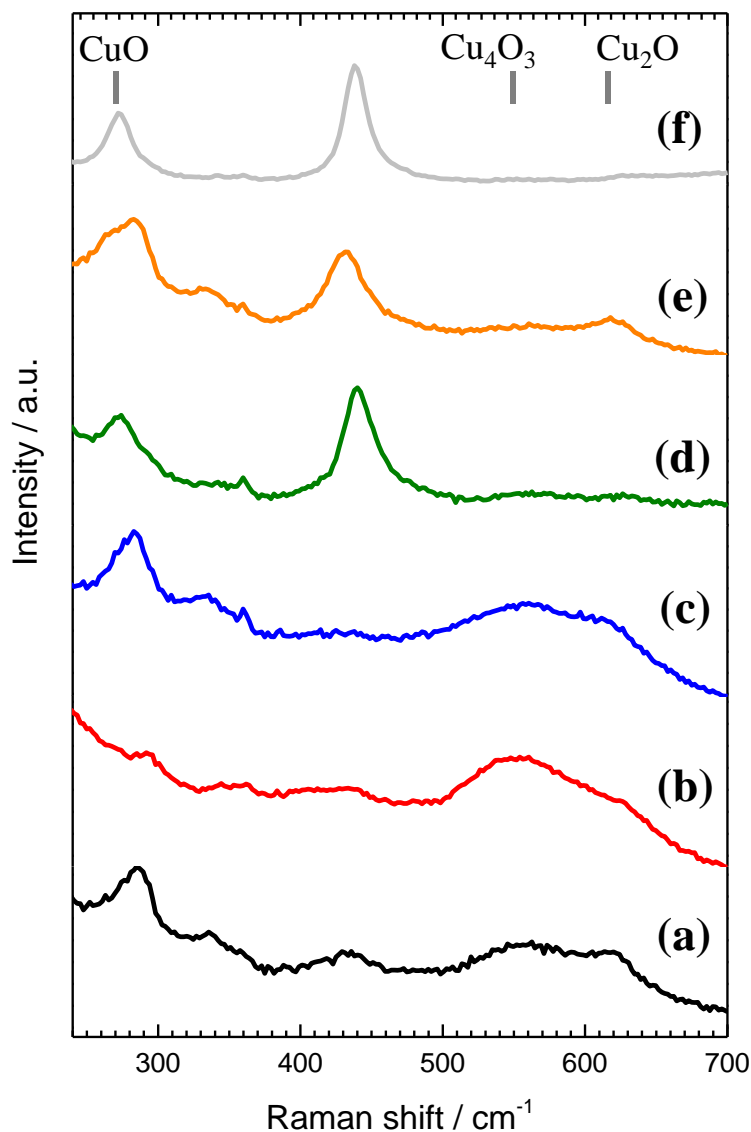 CuO
Cu₄O₃
Cu₂O
(f)
(e)
(d)
(c)
(b)
(a)
Intensity / a.u.
300 400 500 600 700
Raman shift / cm⁻¹